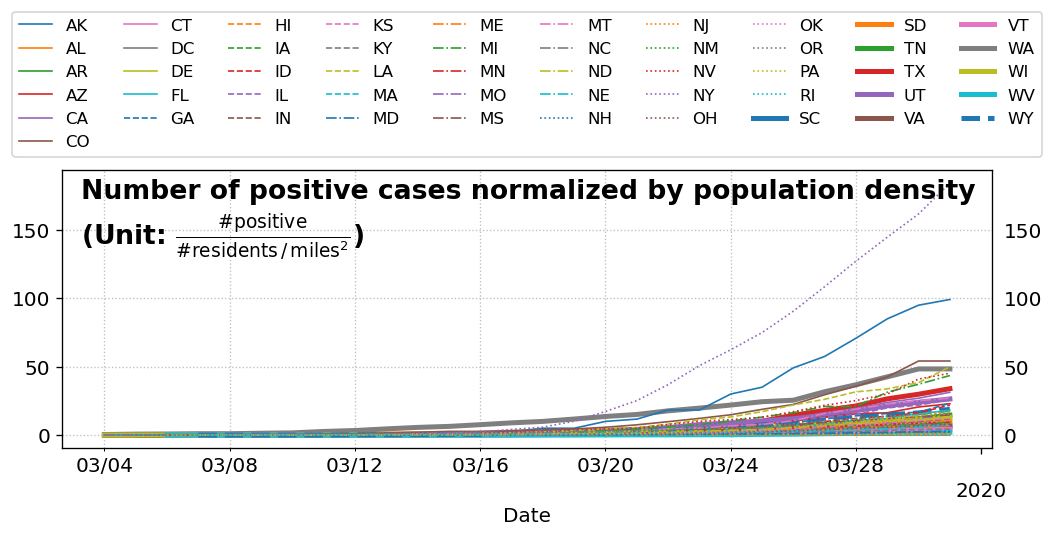 AK CT HI KS ME MT NJ OK SD VT
AL DC IA KY MI NC NM OR TN WA
AR DE ID LA MN ND NV PA TX WI
AZ FL IL MA MO NE NY RI UT WV
CA GA IN MD MS NH OH SC VA WY
CO
Number of positive cases normalized by population density
(Unit: #positive / #residents / miles²)
150 150
100 100
50 50
0 0
03/04 03/08 03/12 03/16 03/20 03/24 03/28
2020
Date